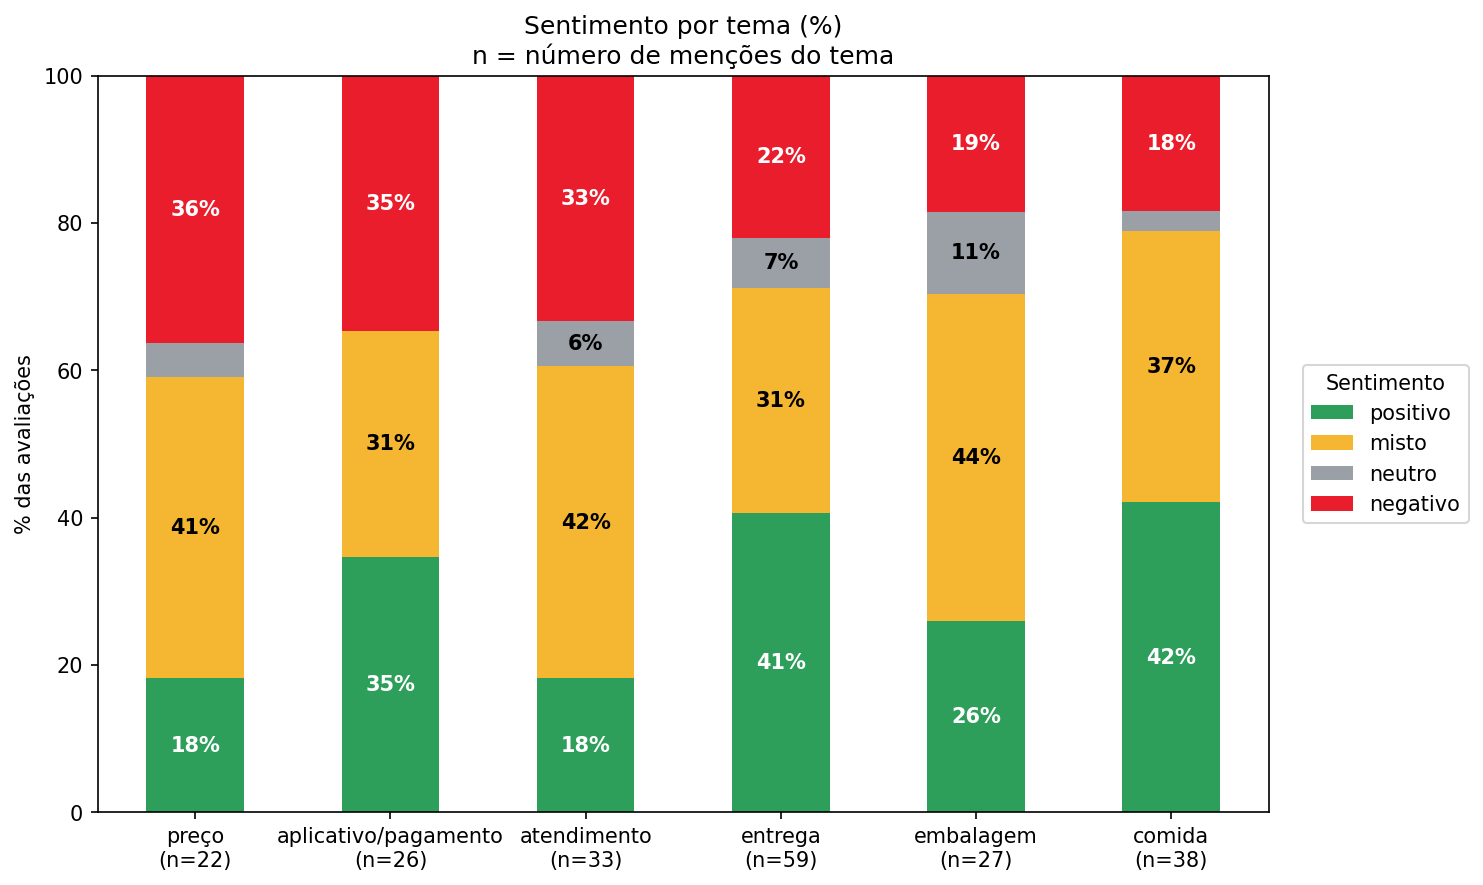 Sentimento por tema (%)
n = número de menções do tema
% das avaliações
100
80
60
40
20
0
36%
41%
18%
35%
31%
35%
33%
6%
42%
18%
22%
7%
31%
41%
19%
11%
44%
26%
18%
37%
42%
preço
(n=22)
aplicativo/pagamento
(n=26)
atendimento
(n=33)
entrega
(n=59)
embalagem
(n=27)
comida
(n=38)
Sentimento
positivo
misto
neutro
negativo